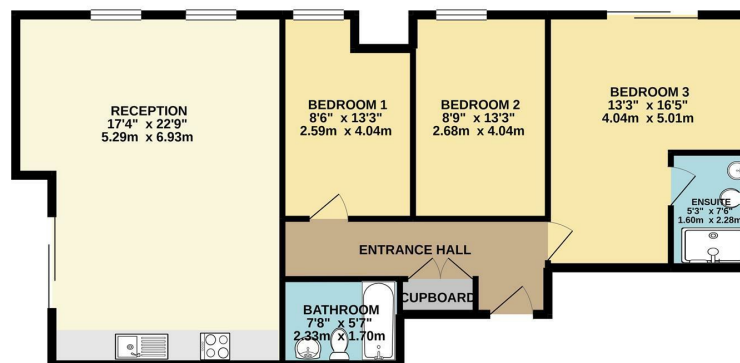 RECEPTION
17'4" x 22'9"
5.29m x 6.93m
BEDROOM 1
8'6" x 13'3"
2.59m x 4.04m
BEDROOM 2
8'9" x 13'3"
2.68m x 4.04m
BEDROOM 3
13'3" x 16'5"
4.04m x 5.01m
ENSUITE
5'3" x 7'6"
1.60m x 2.28m
ENTRANCE HALL
CUPBOARD
BATHROOM
7'8" x 5'7"
2.33m x 1.70m